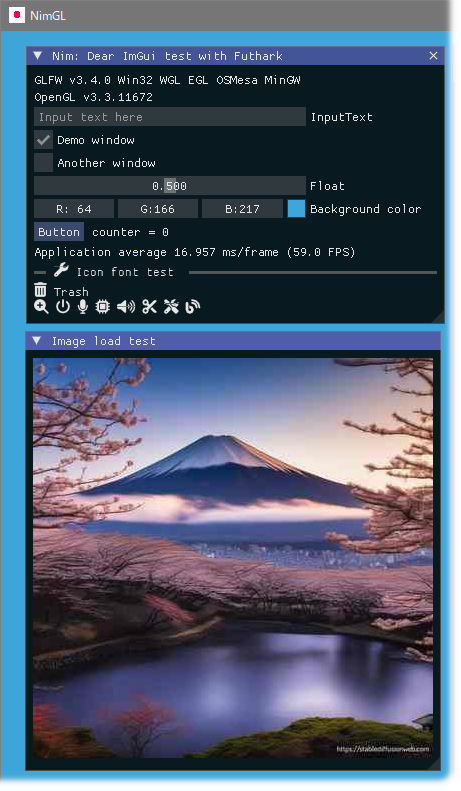 NimGL
Nim: Dear ImGui test with Futhark
GLFW v3.4.0 Win32 WGL EGL OSMesa MinGW
OpenGL v3.3.11672
Input text here InputText
Demo window
Another window
0.500 Float
R: 64 G:166 B:217 Background color
Button counter = 0
Application average 16.957 ms/frame (59.0 FPS)
Icon font test
Trash
Image load test
https://stablediffusionweb.com